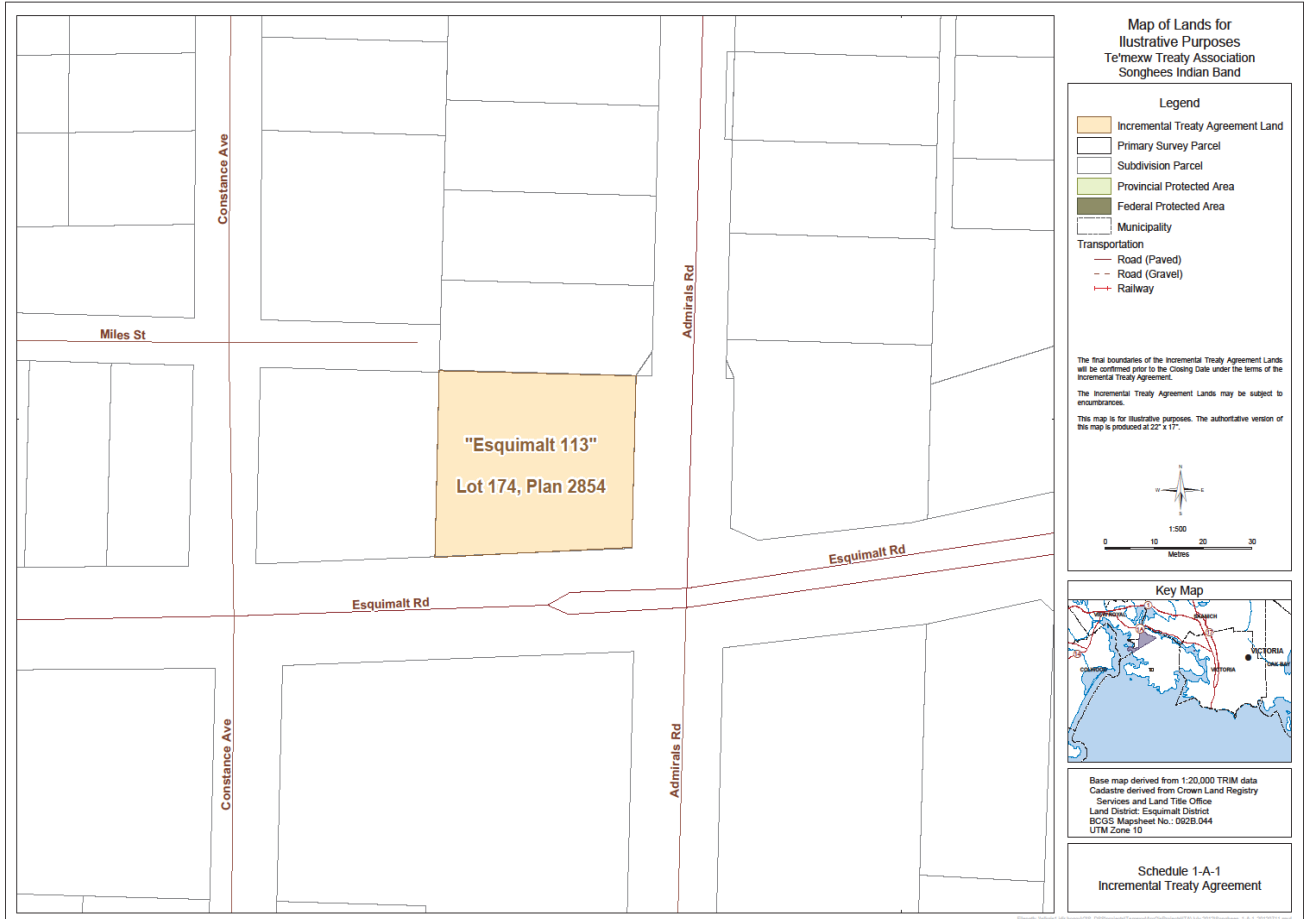 Constance Ave
Miles St
Admirals Rd
"Esquimalt 113"
Lot 174, Plan 2854
Esquimalt Rd
Esquimalt Rd
Constance Ave
Admirals Rd
Map of Lands for
Ilustrative Purposes
Te'mexw Treaty Association
Songhees Indian Band
Legend
Incremental Treaty Agreement Land
Primary Survey Parcel
Subdivision Parcel
Provincial Protected Area
Federal Protected Area
Municipality
Transportation
Road (Paved)
Road (Gravel)
Railway
The final boundaries of the Incremental Treaty Agreement Lands
will be confirmed prior to the Closing Date under the terms of the
Incremental Treaty Agreement.
The Incremental Treaty Agreement Lands may be subject to
encumbrances.
This map is for illustrative purposes. The authoritative version of
this map is produced at 22" x 17".
N
W E
S
1:500
0 10 20 30
Metres
Key Map
VIEW ROYAL
SAANICH
VICTORIA
OAK BAY
COLWOOD
VICTORIA
Base map derived from 1:20,000 TRIM data
Cadastre derived from Crown Land Registry
Services and Land Title Office
Land District: Esquimalt District
BCGS Mapsheet No.: 092B.044
UTM Zone 10
Schedule 1-A-1
Incremental Treaty Agreement